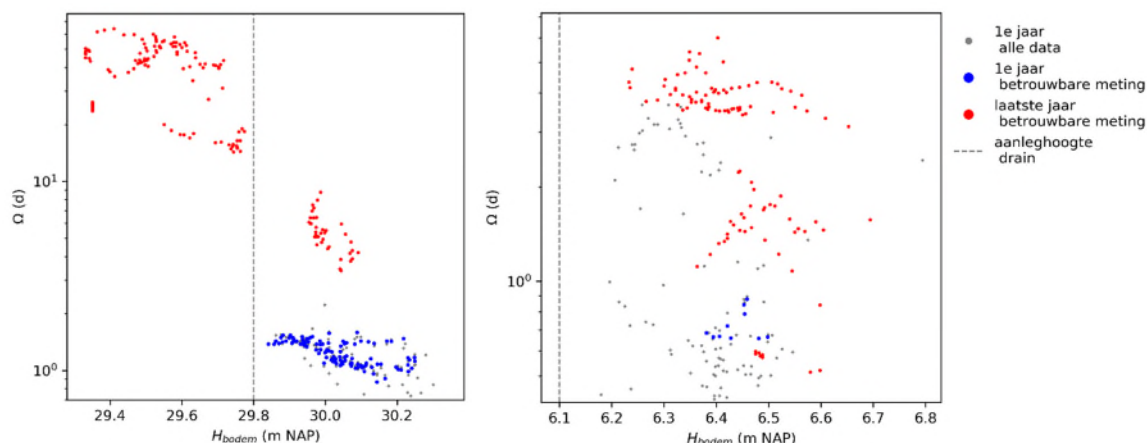 10¹
10⁰
Ω (d)
29.4 29.6 29.8 30.0 30.2
H_bodem (m NAP)
10⁰
Ω (d)
6.1 6.2 6.3 6.4 6.5 6.6 6.7 6.8
H_bodem (m NAP)
1e jaar
alle data
1e jaar
betrouwbare meting
laatste jaar
betrouwbare meting
aanleghoogte
drain